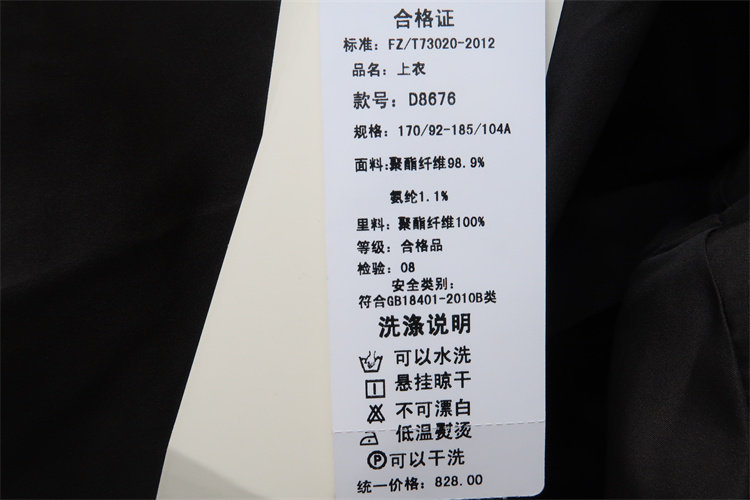 合格证
标准：FZ/T73020-2012
品名：上衣
款号：D8676
规格：170/92-185/104A
面料:聚酯纤维98.9%
氨纶1.1%
里料：聚酯纤维100%
等级：合格品
检验：08
安全类别：
符合GB18401-2010B类
洗涤说明
可以水洗
悬挂晾干
不可漂白
低温熨烫
P可以干洗
统一价格：828.00